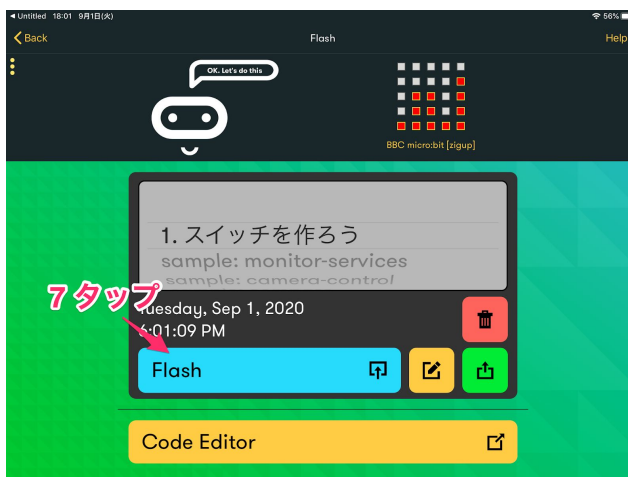 ◀Untitled 18:01 9月1日(火) 56%
Back Flash Help
OK. Let's do this
BBC micro:bit [zigup]
1. スイッチを作ろう
sample: monitor-services
sample: camera-control
7 タップ
Tuesday, Sep 1, 2020
6:01:09 PM
Flash
Code Editor